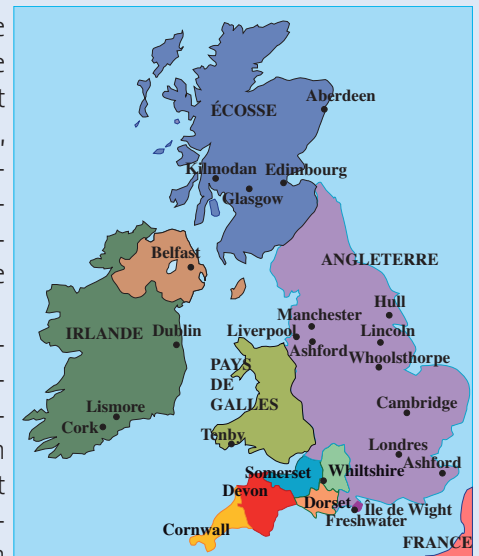 Aberdeen
ÉCOSSE
Kilmodan
Edimbourg
Glasgow
Belfast
ANGLETERRE
Hull
Manchester
IRLANDE
Dublin
Liverpool
Lincoln
Ashford
Whoolsthorpe
PAYS
DE
GALLES
Cambridge
Lismore
Cork
Tenby
Londres
Ashford
Somerset
Whiltshire
Devon
Dorset
Île de Wight
Freshwater
Cornwall
FRANCE